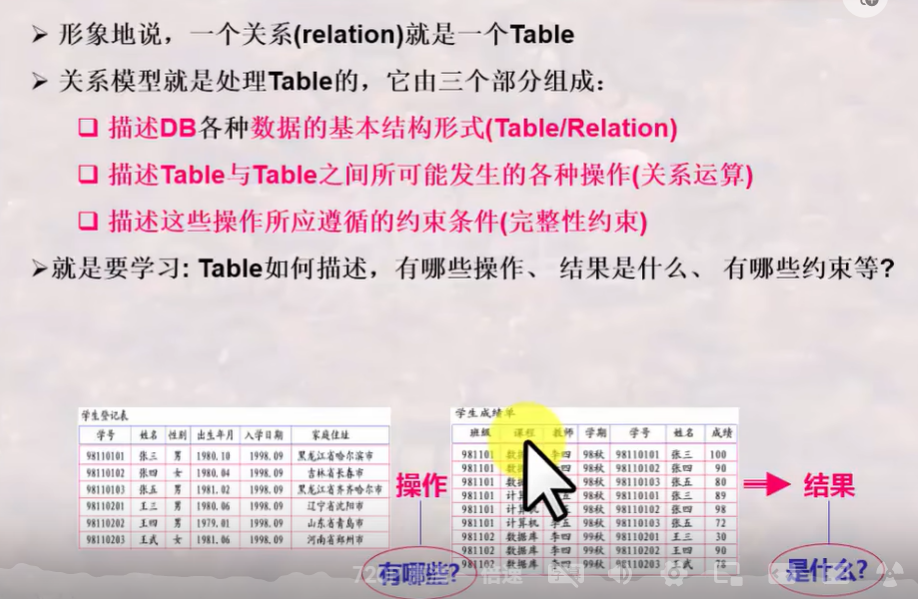 形象地说，一个关系(relation)就是一个Table
关系模型就是处理Table的，它由三个部分组成：
描述DB各种数据的基本结构形式(Table/Relation)
描述Table与Table之间所可能发生的各种操作(关系运算)
描述这些操作所应遵循的约束条件(完整性约束)
就是要学习: Table如何描述，有哪些操作、 结果是什么、 有哪些约束等?
学生登记表
学号 姓名 性别 出生年月 入学日期 家庭住址
98110101 张三 男 1980.10 1998.09 黑龙江省哈尔滨市
98110102 张四 女 1980.04 1998.09 吉林省长春市
98110103 张五 男 1981.02 1998.09 黑龙江省齐齐哈尔市
98110201 王三 男 1980.06 1998.09 辽宁省沈阳市
98110202 王四 男 1979.01 1998.09 山东省青岛市
98110203 王武 女 1981.06 1998.09 河南省郑州市
操作
有哪些?
学生成绩单
班级 课程 教师 学期 学号 姓名 成绩
981101 数 李四 98秋 98110101 张三 100
981101 数 四 98秋 98110102 张四 90
981101 数 98秋 98110103 张五 80
981101 计 五 98秋 98110101 张三 89
981101 计算 98秋 98110102 张四 98
981101 计算机 李五 98秋 98110103 张五 72
981102 数据库 李四 99秋 98110201 王三 30
981102 数据库 李四 99秋 98110202 王四 90
981102 数据库 李四 99秋 98110203 王武 78
结果
是什么?
倍速